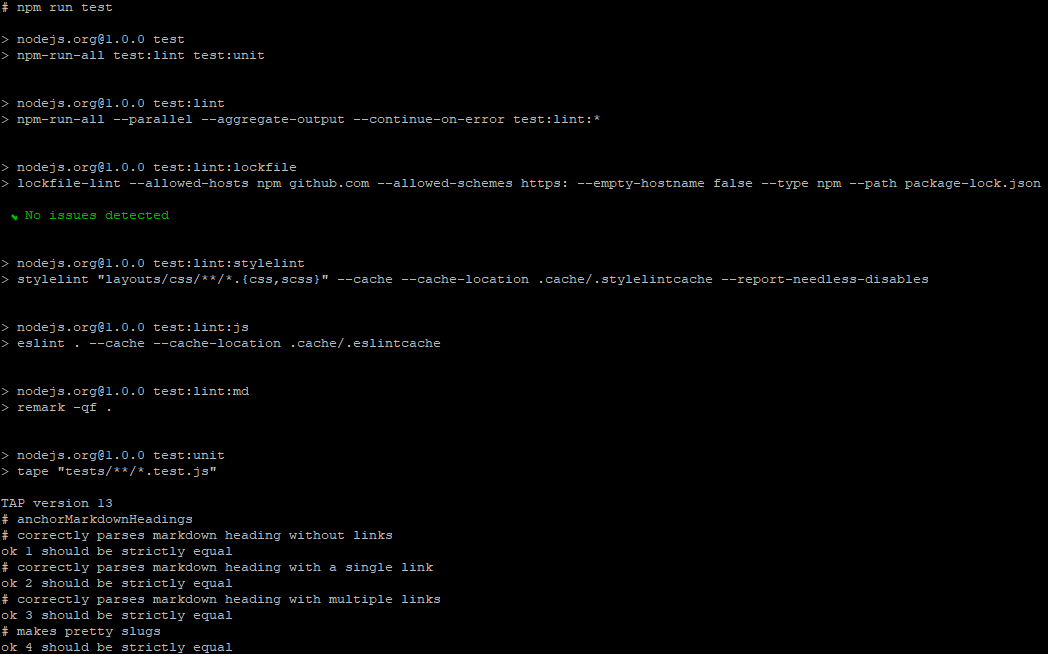 # npm run test
> nodejs.org@1.0.0 test
> npm-run-all test:lint test:unit
> nodejs.org@1.0.0 test:lint
> npm-run-all --parallel --aggregate-output --continue-on-error test:lint:*
> nodejs.org@1.0.0 test:lint:lockfile
> lockfile-lint --allowed-hosts npm github.com --allowed-schemes https: --empty-hostname false --type npm --path package-lock.json
No issues detected
> nodejs.org@1.0.0 test:lint:stylelint
> stylelint "layouts/css/**/*.{css,scss}" --cache --cache-location .cache/.stylelintcache --report-needless-disables
> nodejs.org@1.0.0 test:lint:js
> eslint . --cache --cache-location .cache/.eslintcache
> nodejs.org@1.0.0 test:lint:md
> remark -qf .
> nodejs.org@1.0.0 test:unit
> tape "tests/**/*.test.js"
TAP version 13
# anchorMarkdownHeadings
# correctly parses markdown heading without links
ok 1 should be strictly equal
# correctly parses markdown heading with a single link
ok 2 should be strictly equal
# correctly parses markdown heading with multiple links
ok 3 should be strictly equal
# makes pretty slugs
ok 4 should be strictly equal